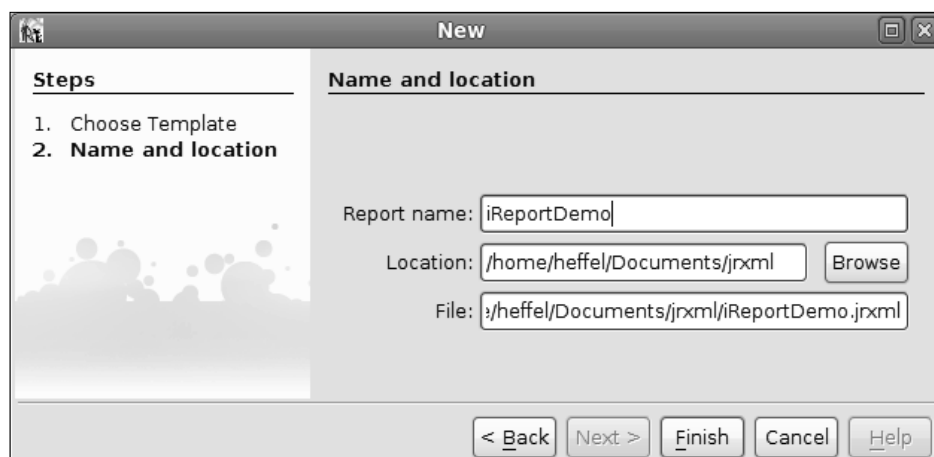 New
Steps
1. Choose Template
2. Name and location
Name and location
Report name: iReportDemo
Location: /home/heffel/Documents/jrxml Browse
File: /heffel/Documents/jrxml/iReportDemo.jrxml
< Back Next > Finish Cancel Help